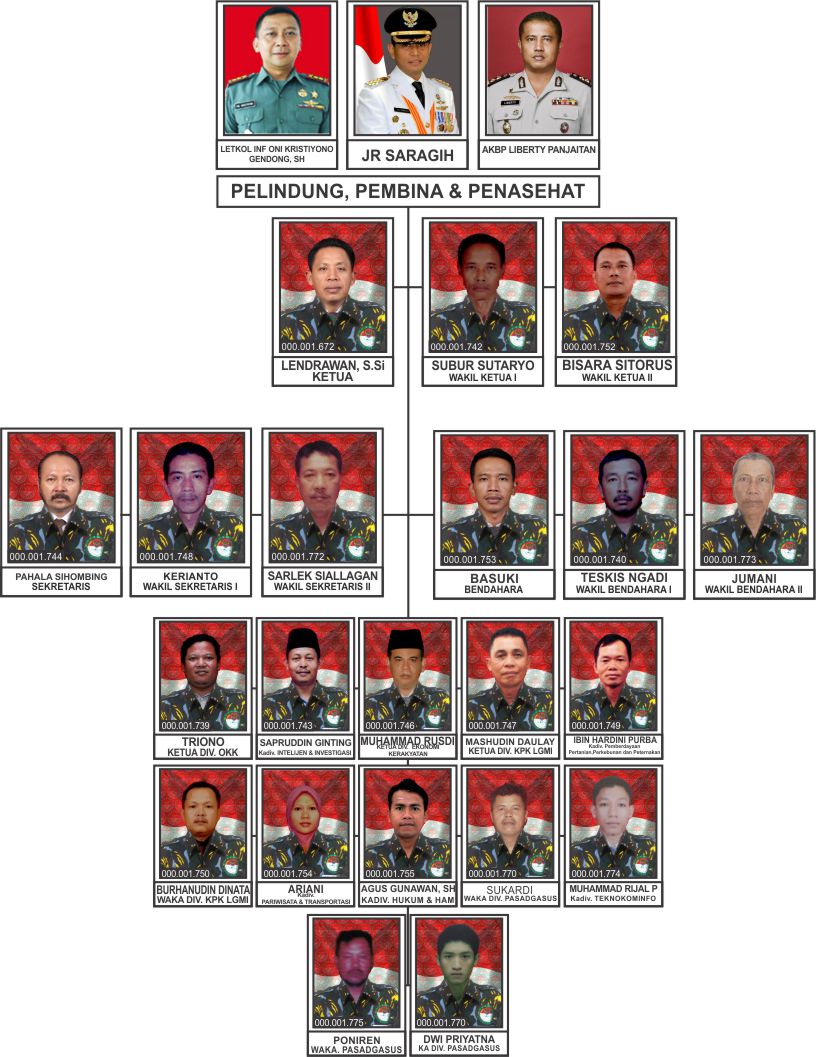 LETKOL INF ONI KRISTIYONO
GENDONG, SH
JR SARAGIH
AKBP LIBERTY PANJAITAN
PELINDUNG, PEMBINA & PENASEHAT
000.001.672
LENDRAWAN, S.Si
KETUA
000.001.742
SUBUR SUTARYO
WAKIL KETUA I
000.001.752
BISARA SITORUS
WAKIL KETUA II
000.001.744
PAHALA SIHOMBING
SEKRETARIS
000.001.748
KERIANTO
WAKIL SEKRETARIS I
000.001.772
SARLEK SIALLAGAN
WAKIL SEKRETARIS II
000.001.753
BASUKI
BENDAHARA
000.001.740
TESKIS NGADI
WAKIL BENDAHARA I
000.001.773
JUMANI
WAKIL BENDAHARA II
000.001.739
TRIONO
KETUA DIV. OKK
000.001.743
SAPRUDDIN GINTING
Kadiv. INTELIJEN & INVESTIGASI
000.001.746
MUHAMMAD RUSDI
KETUA DIV. EKONOMI
KERAKYATAN
000.001.747
MASHUDIN DAULAY
KETUA DIV. KPK LGMI
000.001.749
IBIN HARDINI PURBA
Kadiv. Pemberdayaan
Pertanian,Perkebunan dan Peternakan
000.001.750
BURHANUDIN DINATA
WAKA DIV. KPK LGMI
000.001.754
ARIANI
Kadiv.
PARIWISATA & TRANSPORTASI
000.001.755
AGUS GUNAWAN, SH
KADIV. HUKUM & HAM
000.001.770
SUKARDI
WAKA DIV. PASADGASUS
000.001.774
MUHAMMAD RIJAL P
Kadiv. TEKNOKOMINFO
000.001.775
PONIREN
WAKA. PASADGASUS
000.001.770
DWI PRIYATNA
KA DIV. PASADGASUS